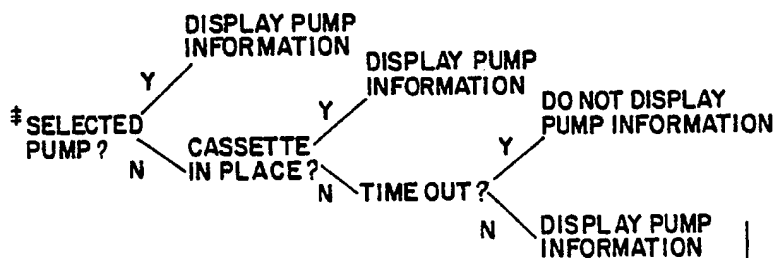 DISPLAY PUMP
INFORMATION
DISPLAY PUMP
INFORMATION
Y
Y
DO NOT DISPLAY
PUMP INFORMATION
‡ SELECTED
PUMP ?
N
CASSETTE
IN PLACE ?
N
Y
TIME OUT ?
N
DISPLAY PUMP
INFORMATION